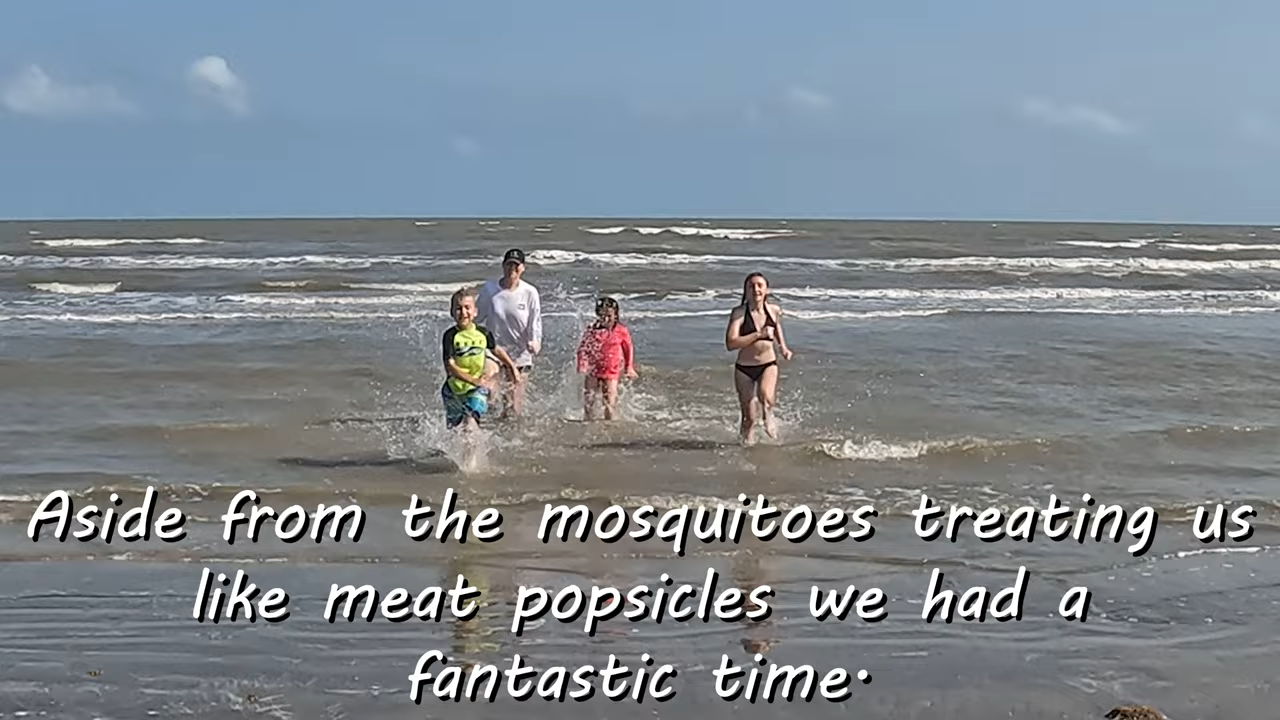 Aside from the mosquitoes treating us
like meat popsicles we had a
fantastic time.